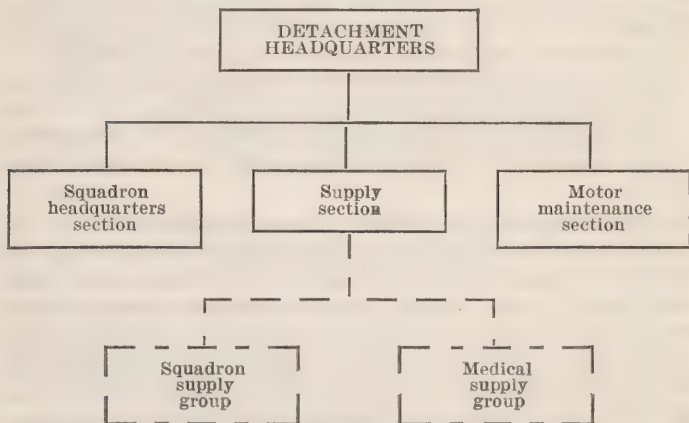 DETACHMENT
HEADQUARTERS
Squadron
headquarters
section
Supply
section
Motor
maintenance
section
Squadron
supply
group
Medical
supply
group